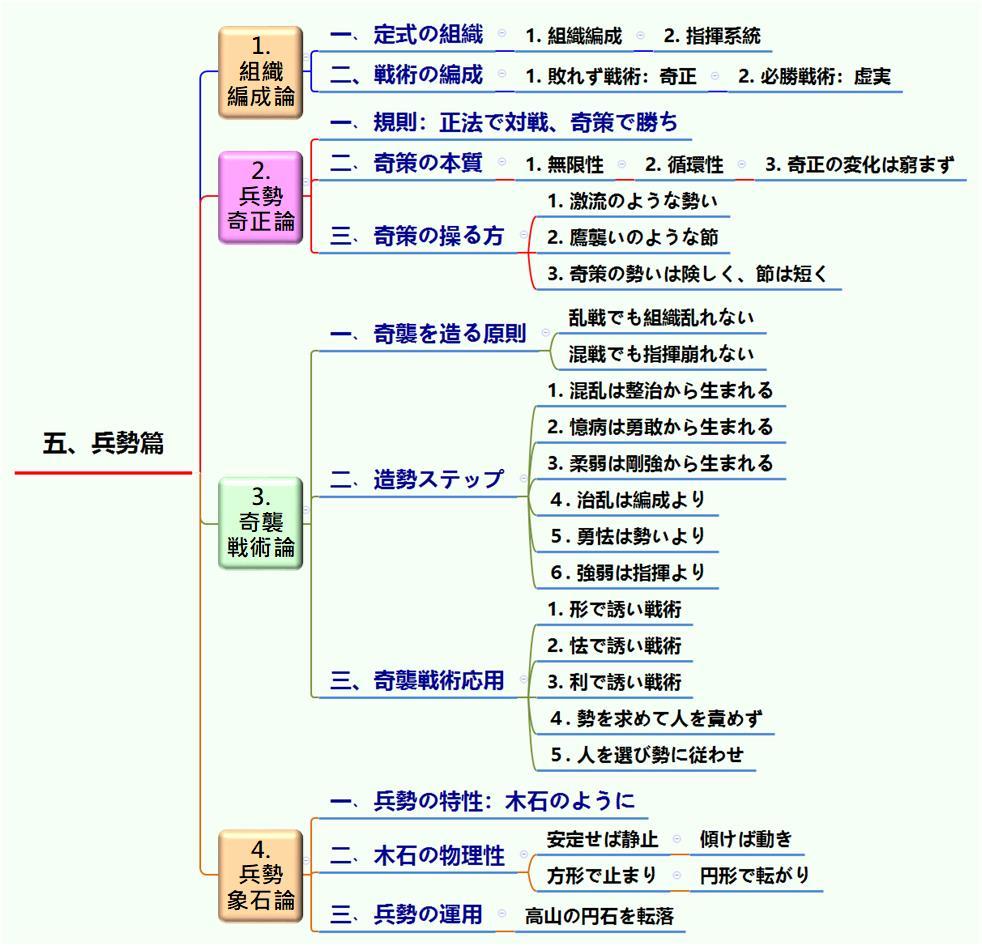 五、兵勢篇
1.
組織
編成論
一、定式の組織
1. 組織編成
2. 指揮系統
二、戦術の編成
1. 敗れず戦術：奇正
2. 必勝戦術：虚実
2.
兵勢
奇正論
一、規則：正法で対戦、奇策で勝ち
二、奇策の本質
1. 無限性
2. 循環性
3. 奇正の変化は窮まず
三、奇策の操る方
1. 激流のような勢い
2. 鷹襲いのような節
3. 奇策の勢いは険しく、節は短く
3.
奇襲
戦術論
一、奇襲を造る原則
乱戦でも組織乱れない
混戦でも指揮崩れない
二、造勢ステップ
1. 混乱は整治から生まれる
2. 憶病は勇敢から生まれる
3. 柔弱は剛強から生まれる
４. 治乱は編成より
５. 勇怯は勢いより
６. 強弱は指揮より
三、奇襲戦術応用
1. 形で誘い戦術
2. 怯で誘い戦術
3. 利で誘い戦術
４. 勢を求めて人を責めず
５. 人を選び勢に従わせ
4.
兵勢
象石論
一、兵勢の特性：木石のように
二、木石の物理性
安定せば静止
傾けば動き
方形で止まり
円形で転がり
三、兵勢の運用
高山の円石を転落